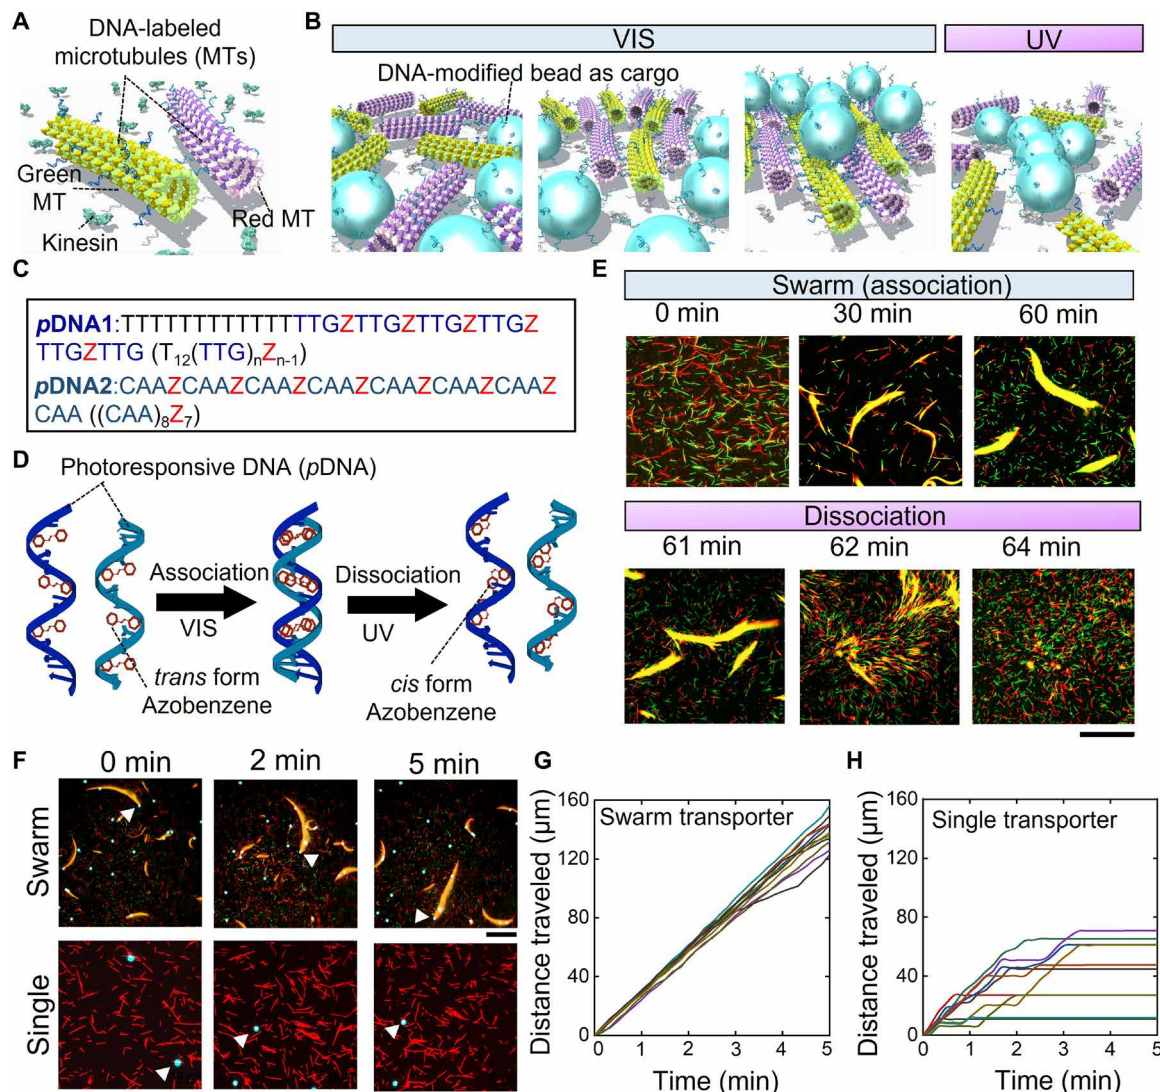 A
DNA-labeled
microtubules (MTs)
Green
MT
Kinesin
Red MT
B
VIS
UV
DNA-modified bead as cargo
C
pDNA1:TTTTTTTTTTTTTTGZTTGZTTGZTTGZ
TTGZTTG (T12(TTG)nZn-1)
pDNA2:CAAZCAAZCAAZCAAZCAAZCAAZCAAZ
CAA ((CAA)8Z7)
D
Photoresponsive DNA (pDNA)
Association
VIS
Dissociation
UV
trans form
Azobenzene
cis form
Azobenzene
E
Swarm (association)
0 min
30 min
60 min
Dissociation
61 min
62 min
64 min
F
0 min
2 min
5 min
Swarm
Single
G
Swarm transporter
Distance traveled (µm)
160
120
80
40
0
0 1 2 3 4 5
Time (min)
H
Single transporter
Distance traveled (µm)
160
120
80
40
0
0 1 2 3 4 5
Time (min)